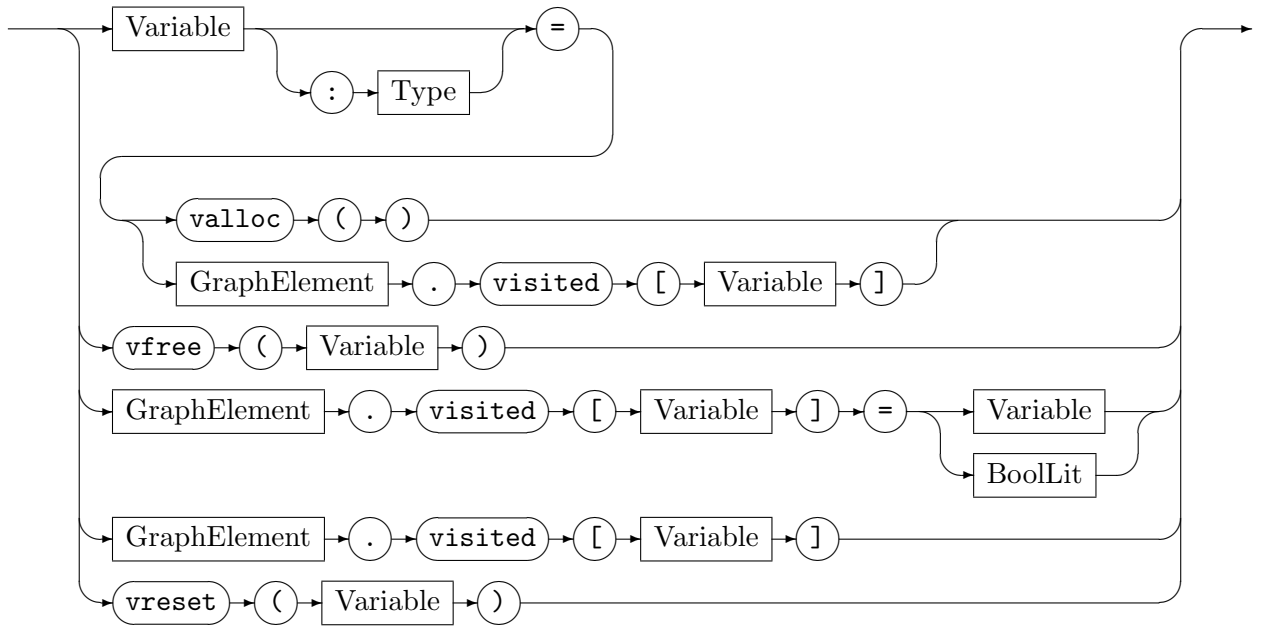 Variable =
: Type
valloc ( )
GraphElement . visited [ Variable ]
vfree ( Variable )
GraphElement . visited [ Variable ] = Variable
BoolLit
GraphElement . visited [ Variable ]
vreset ( Variable )